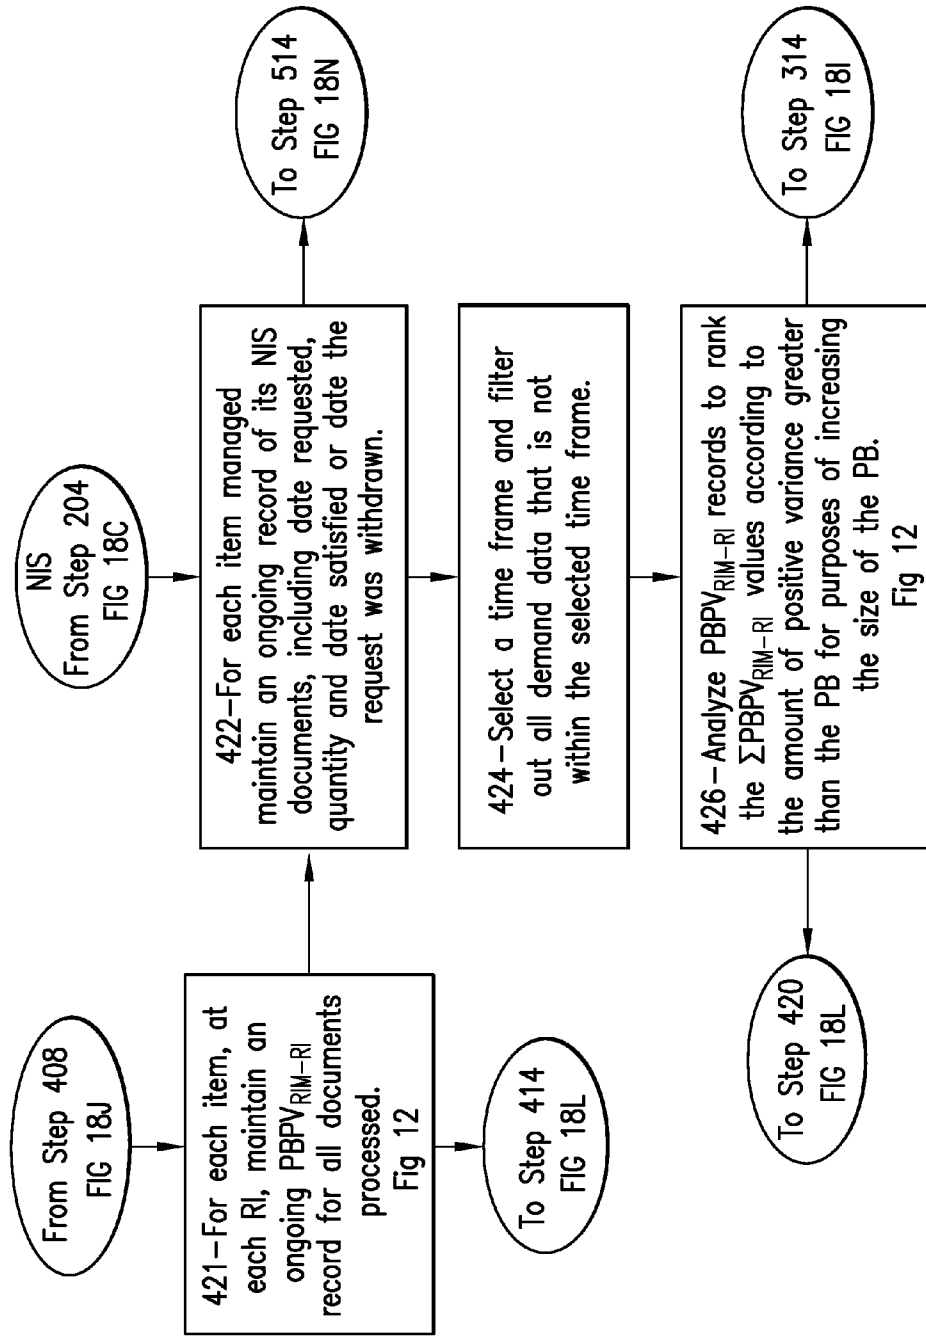 From Step 408
FIG 18J
421–For each item, at
each RI, maintain an
ongoing PBPV RIM–RI
record for all documents
processed.
Fig 12
To Step 414
FIG 18L
NIS
From Step 204
FIG 18C
422–For each item managed
maintain an ongoing record of its NIS
documents, including date requested,
quantity and date satisfied or date the
request was withdrawn.
To Step 514
FIG 18N
424–Select a time frame and filter
out all demand data that is not
within the selected time frame.
426–Analyze PBPV RIM–RI records to rank
the ΣPBPV RIM–RI values according to
the amount of positive variance greater
than the PB for purposes of increasing
the size of the PB.
Fig 12
To Step 420
FIG 18L
To Step 314
FIG 18I